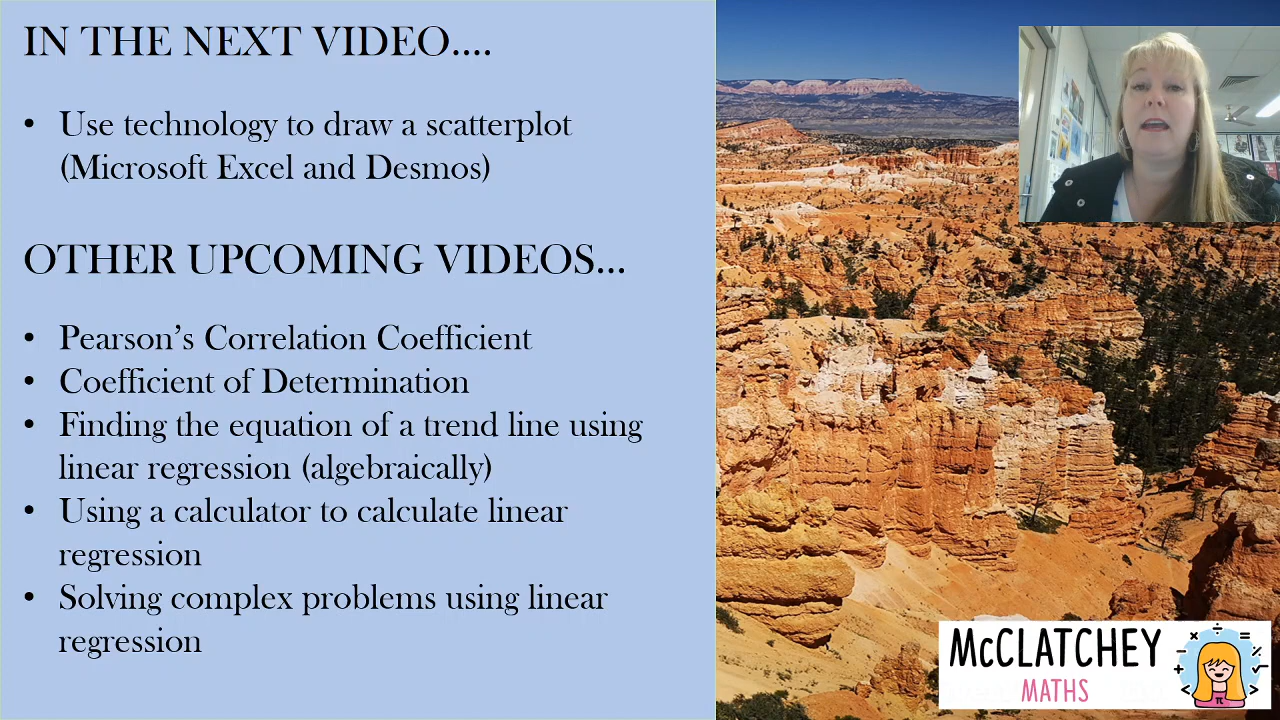 IN THE NEXT VIDEO....
• Use technology to draw a scatterplot
(Microsoft Excel and Desmos)
OTHER UPCOMING VIDEOS...
• Pearson's Correlation Coefficient
• Coefficient of Determination
• Finding the equation of a trend line using
linear regression (algebraically)
• Using a calculator to calculate linear
regression
• Solving complex problems using linear
regression
McCLATCHEY
MATHS